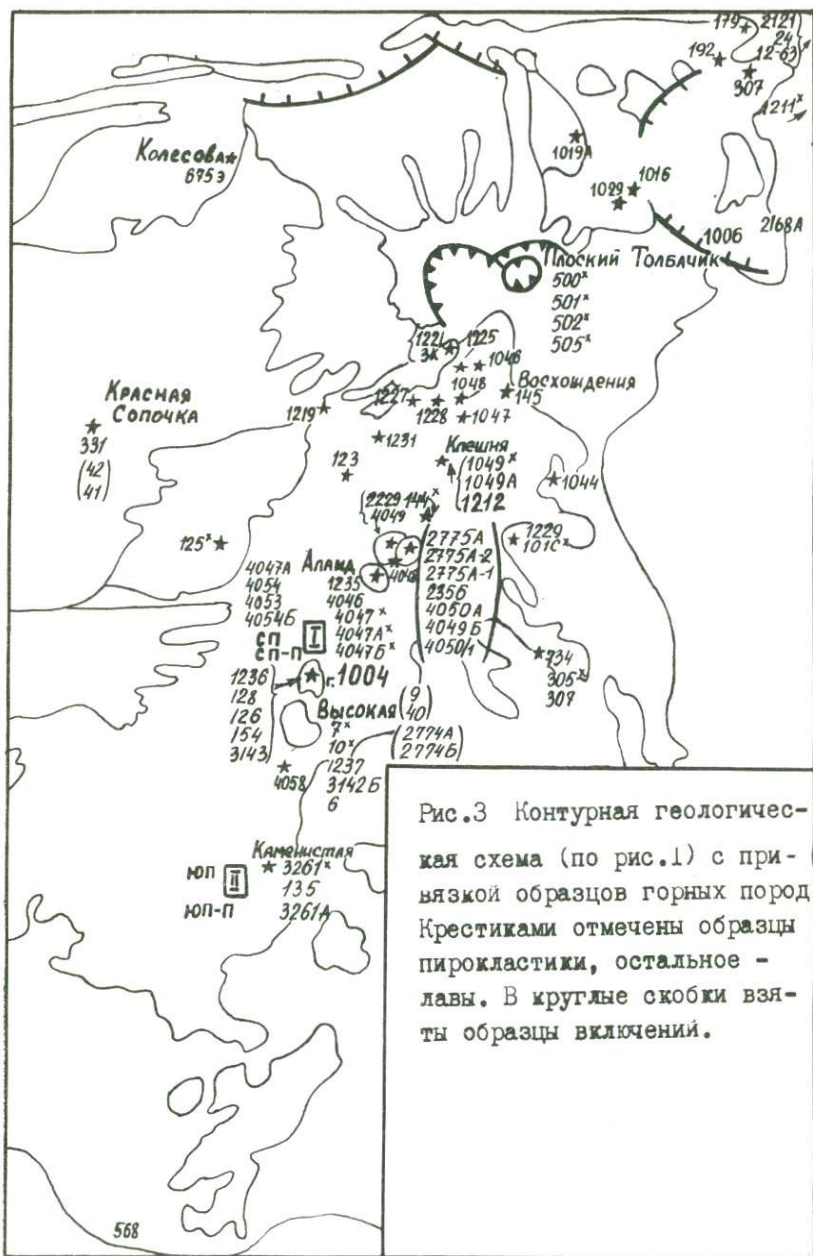 179 2121
24
192 12-63
307
1211ˣ
Колесова
675э
1019А
1029 1016
1006 2168А
Плоский Толбачик
500ˣ
501ˣ
502ˣ
505ˣ
1221 1225
3к
1048 1046
Восхождения
1227 1228 145
1047
Красная
Сопочка
331
(42
41)
1219
1231
123
Клешня
(1049ˣ
1049А
1212
1044
2229 144ˣ
4049
125ˣ
1229
1010ˣ
4047А
4054
4053
4054Б
Алаид
1235 4048
4046
4047ˣ
4047Аˣ
4047Бˣ
2775А
2775А-2
2775А-1
2356
4050А
4049Б
4050/1
734
305ˣ
307
СП I
СП-П
г.1004
1236
128
126
154
3143
Высокая (9
40)
7ˣ
10ˣ
1237
3142Б
6
(2774А
2774Б)
4058
Каменистая
ЮП II 3261ˣ
135
ЮП-П 3261А
568
Рис.3 Контурная геологичес-
кая схема (по рис.1) с при-
вязкой образцов горных пород
Крестиками отмечены образцы
пирокластики, остальное -
лавы. В круглые скобки взя-
ты образцы включений.